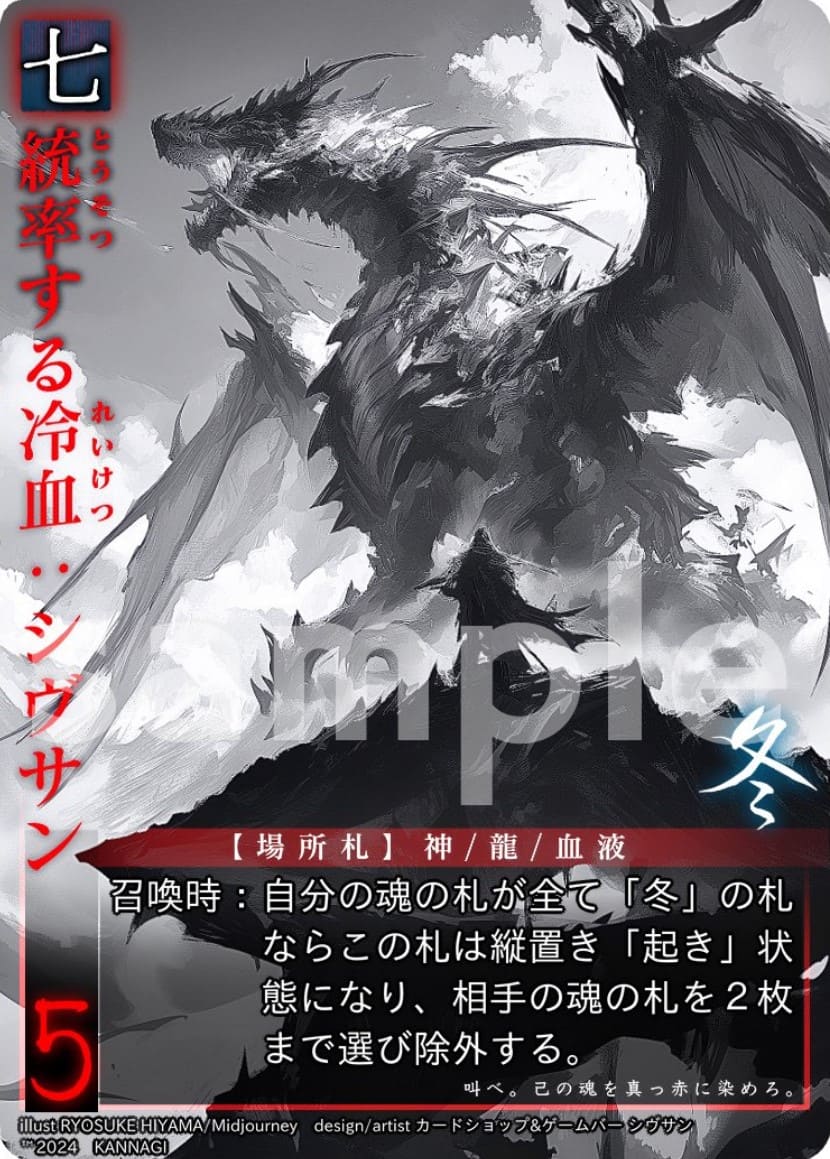 七
統率する冷血:シヴサン
とうそつ
れいけつ
sample
冬
【場所札】神/龍/血液
召喚時:自分の魂の札が全て「冬」の札
ならこの札は縦置き「起き」状
態になり、相手の魂の札を2枚
まで選び除外する。
叫べ。己の魂を真っ赤に染めろ。
5
illust RYOSUKE HIYAMA/Midjourney design/artist カードショップ&ゲームバー シヴサン
™2024 KANNAGI